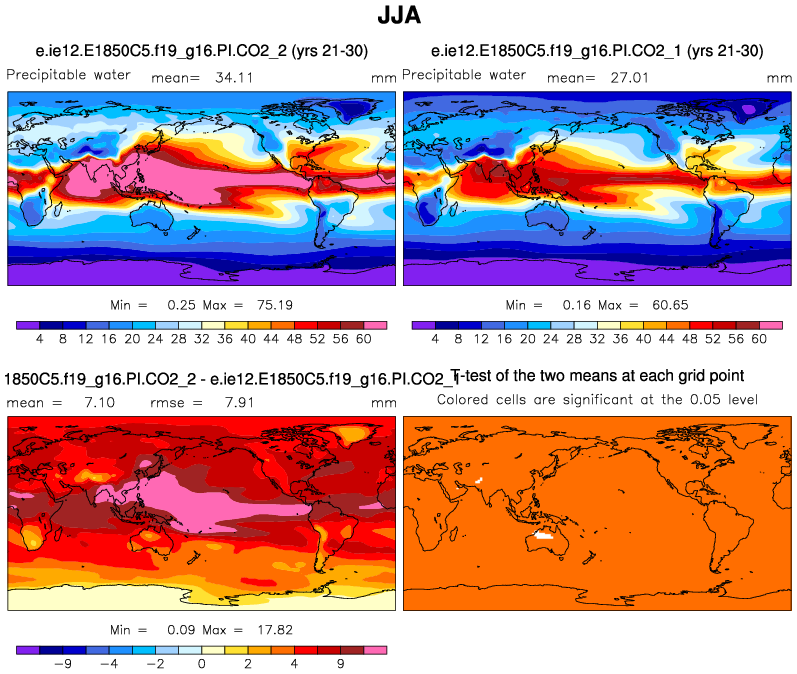 JJA
e.ie12.E1850C5.f19_g16.PI.CO2_2 (yrs 21-30)
Precipitable water mean= 34.11 mm
Min = 0.25 Max = 75.19
4 8 12 16 20 24 28 32 36 40 44 48 52 56 60
e.ie12.E1850C5.f19_g16.PI.CO2_1 (yrs 21-30)
Precipitable water mean= 27.01 mm
Min = 0.16 Max = 60.65
4 8 12 16 20 24 28 32 36 40 44 48 52 56 60
1850C5.f19_g16.PI.CO2_2 - e.ie12.E1850C5.f19_g16.PI.CO2_1
mean = 7.10 rmse = 7.91 mm
Min = 0.09 Max = 17.82
-9 -4 -2 0 2 4 9
T-test of the two means at each grid point
Colored cells are significant at the 0.05 level